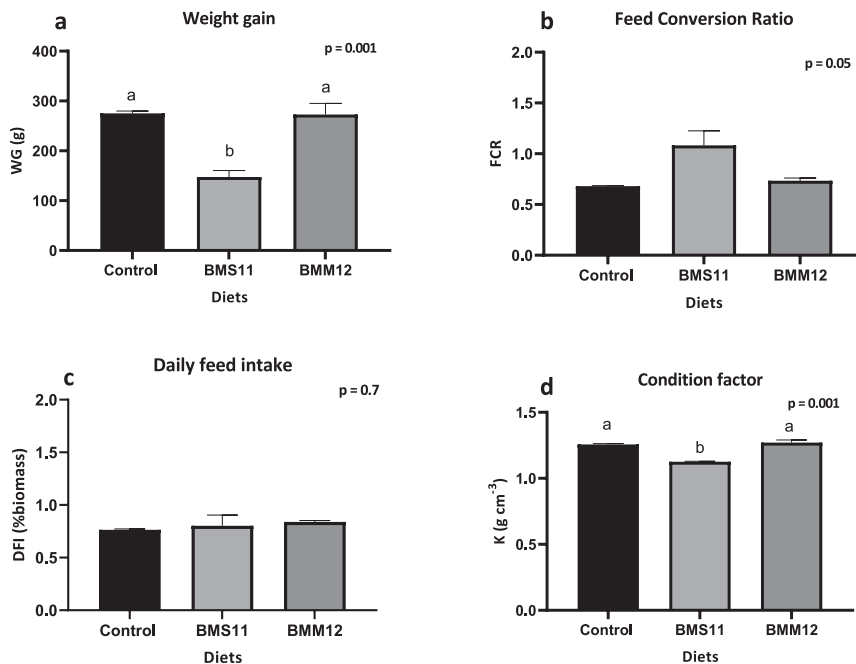 a
Weight gain
p = 0.001
400
300
200
100
0
WG (g)
a
b
a
Control BMS11 BMM12
Diets
b
Feed Conversion Ratio
p = 0.05
2.0
1.5
1.0
0.5
0.0
FCR
Control BMS11 BMM12
Diets
c
Daily feed intake
p = 0.7
2.0
1.5
1.0
0.5
0.0
DFI (%biomass)
Control BMS11 BMM12
Diets
d
Condition factor
p = 0.001
1.5
1.0
0.5
0.0
K (g cm⁻³)
a
b
a
Control BMS11 BMM12
Diets